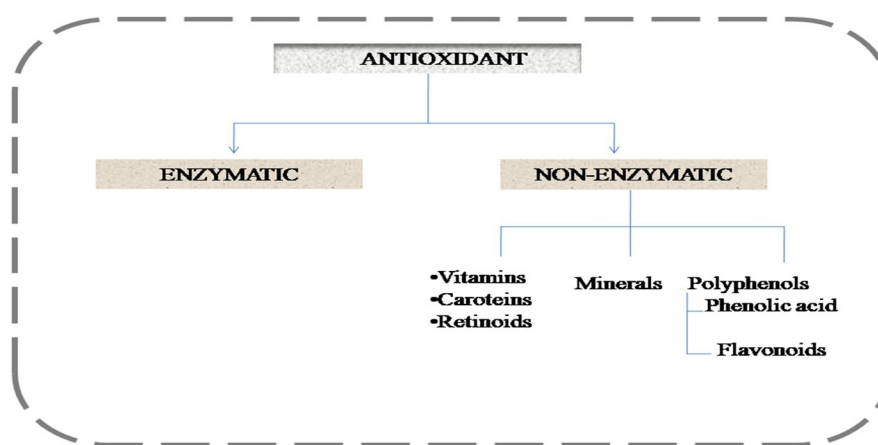 ANTIOXIDANT
ENZYMATIC
NON-ENZYMATIC
•Vitamins
•Caroteins
•Retinoids
Minerals
Polyphenols
Phenolic acid
Flavonoids